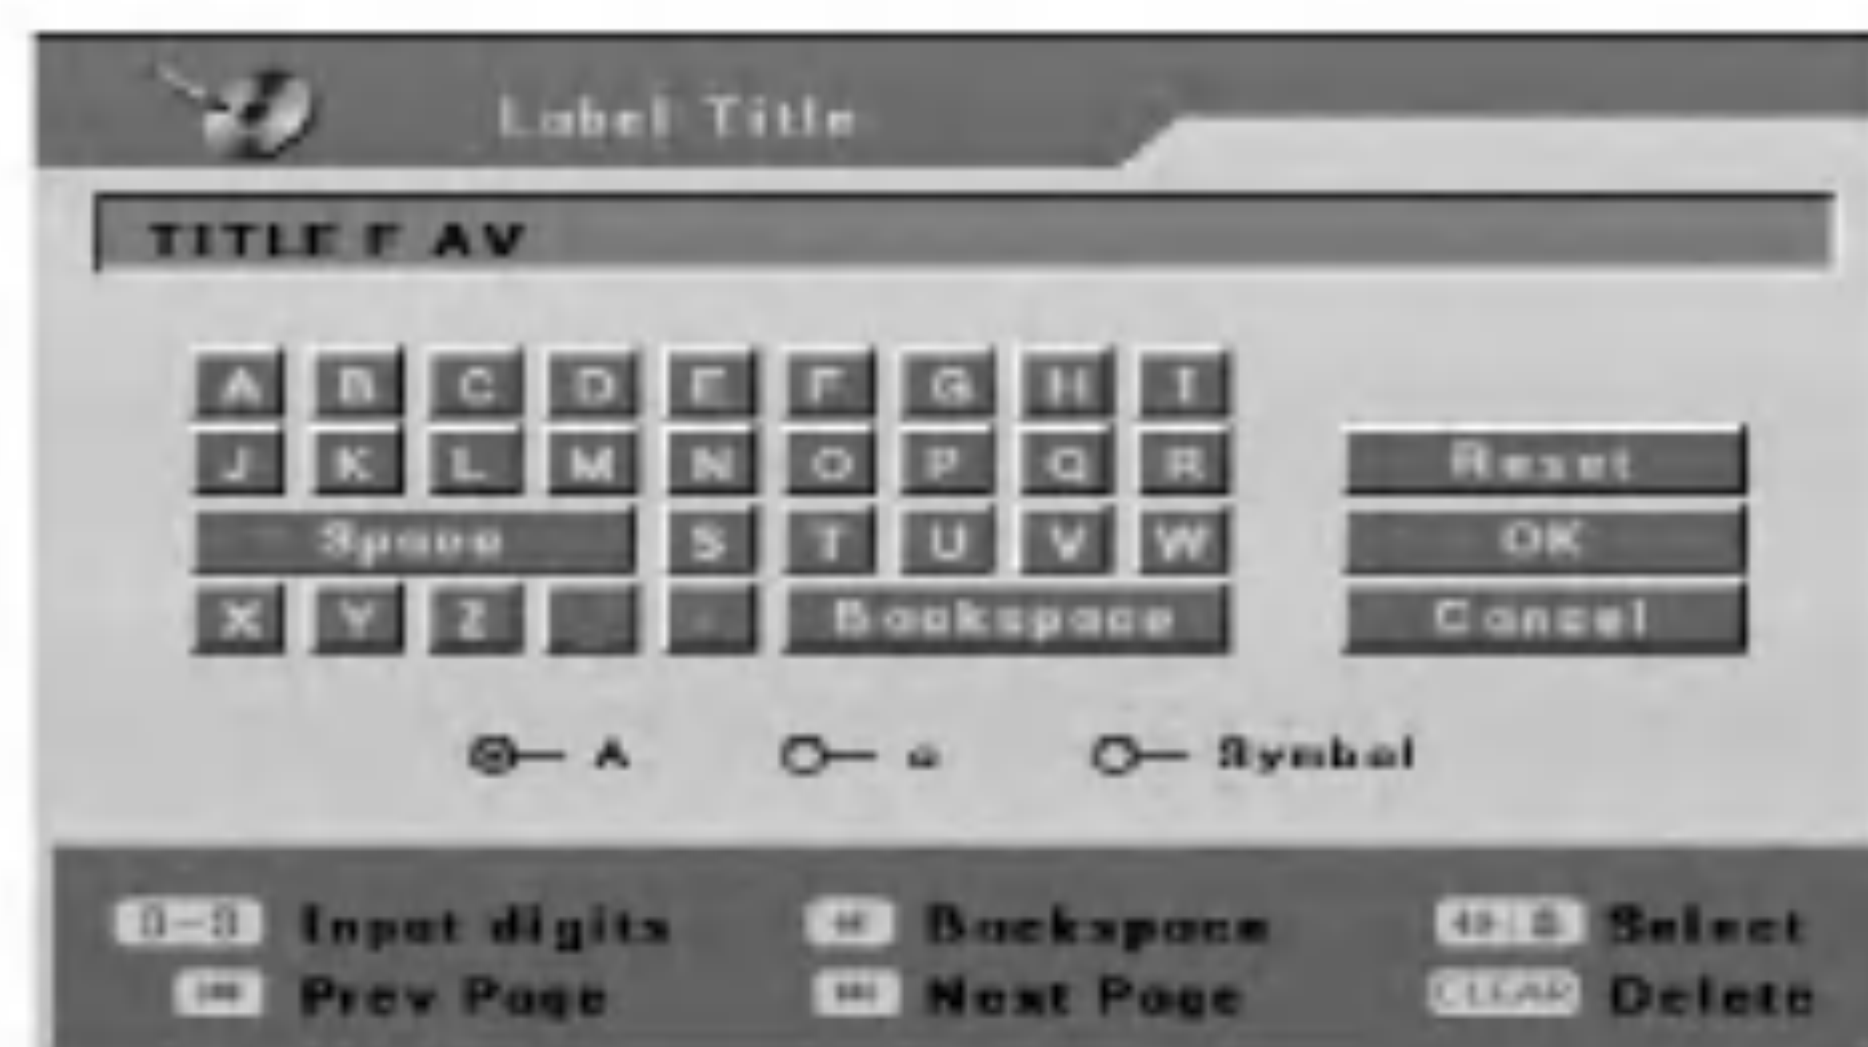 Label Title
TITLE F AV
A B C D E F G H I
J K L M N O P Q R Reset
Space S T U V W OK
X Y Z Backspace Cancel
A a Symbol
Input digits Backspace Select
Prev Page Next Page CLEAR Delete